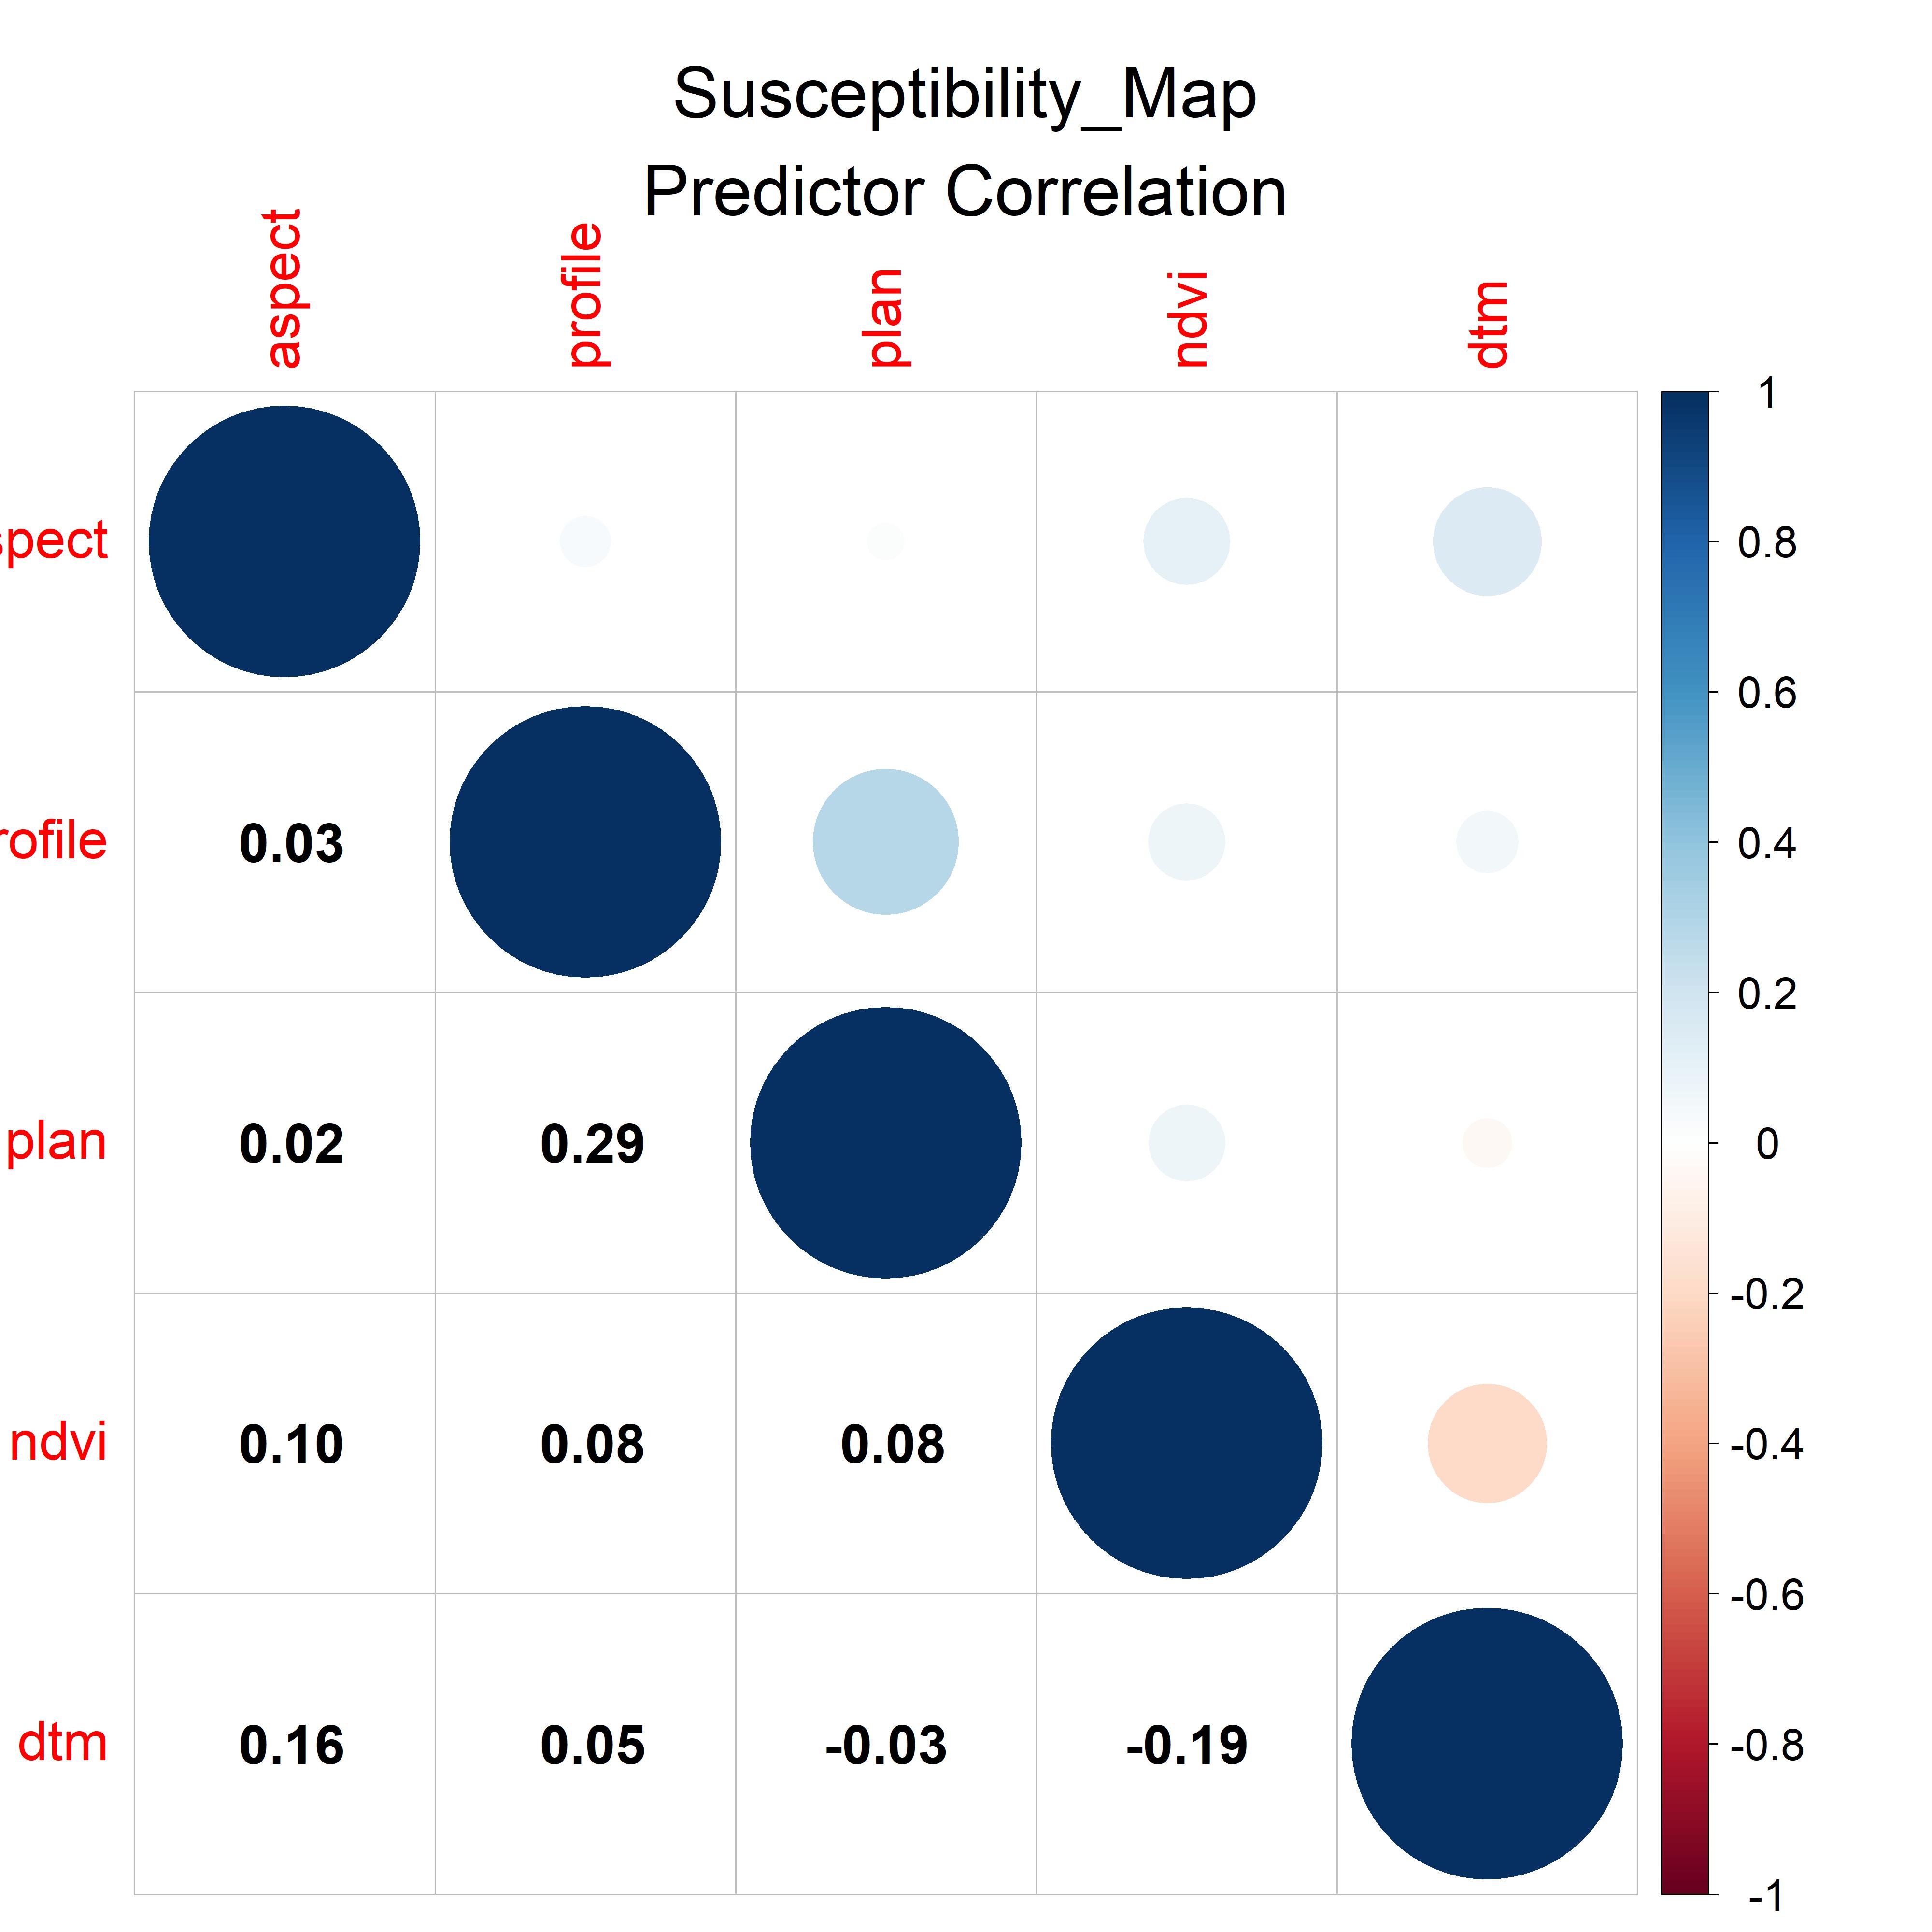 Susceptibility_Map
Predictor Correlation
aspect profile plan ndvi dtm
1
spect
0.8
0.6
rofile 0.03
0.4
0.2
plan 0.02 0.29
0
-0.2
ndvi 0.10 0.08 0.08
-0.4
-0.6
dtm 0.16 0.05 -0.03 -0.19
-0.8
-1